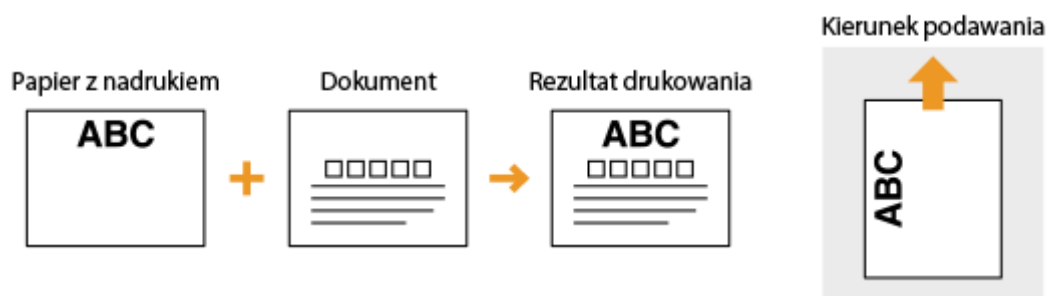 Kierunek podawania
Papier z nadrukiem
Dokument
Rezultat drukowania
ABC
ABC
ABC